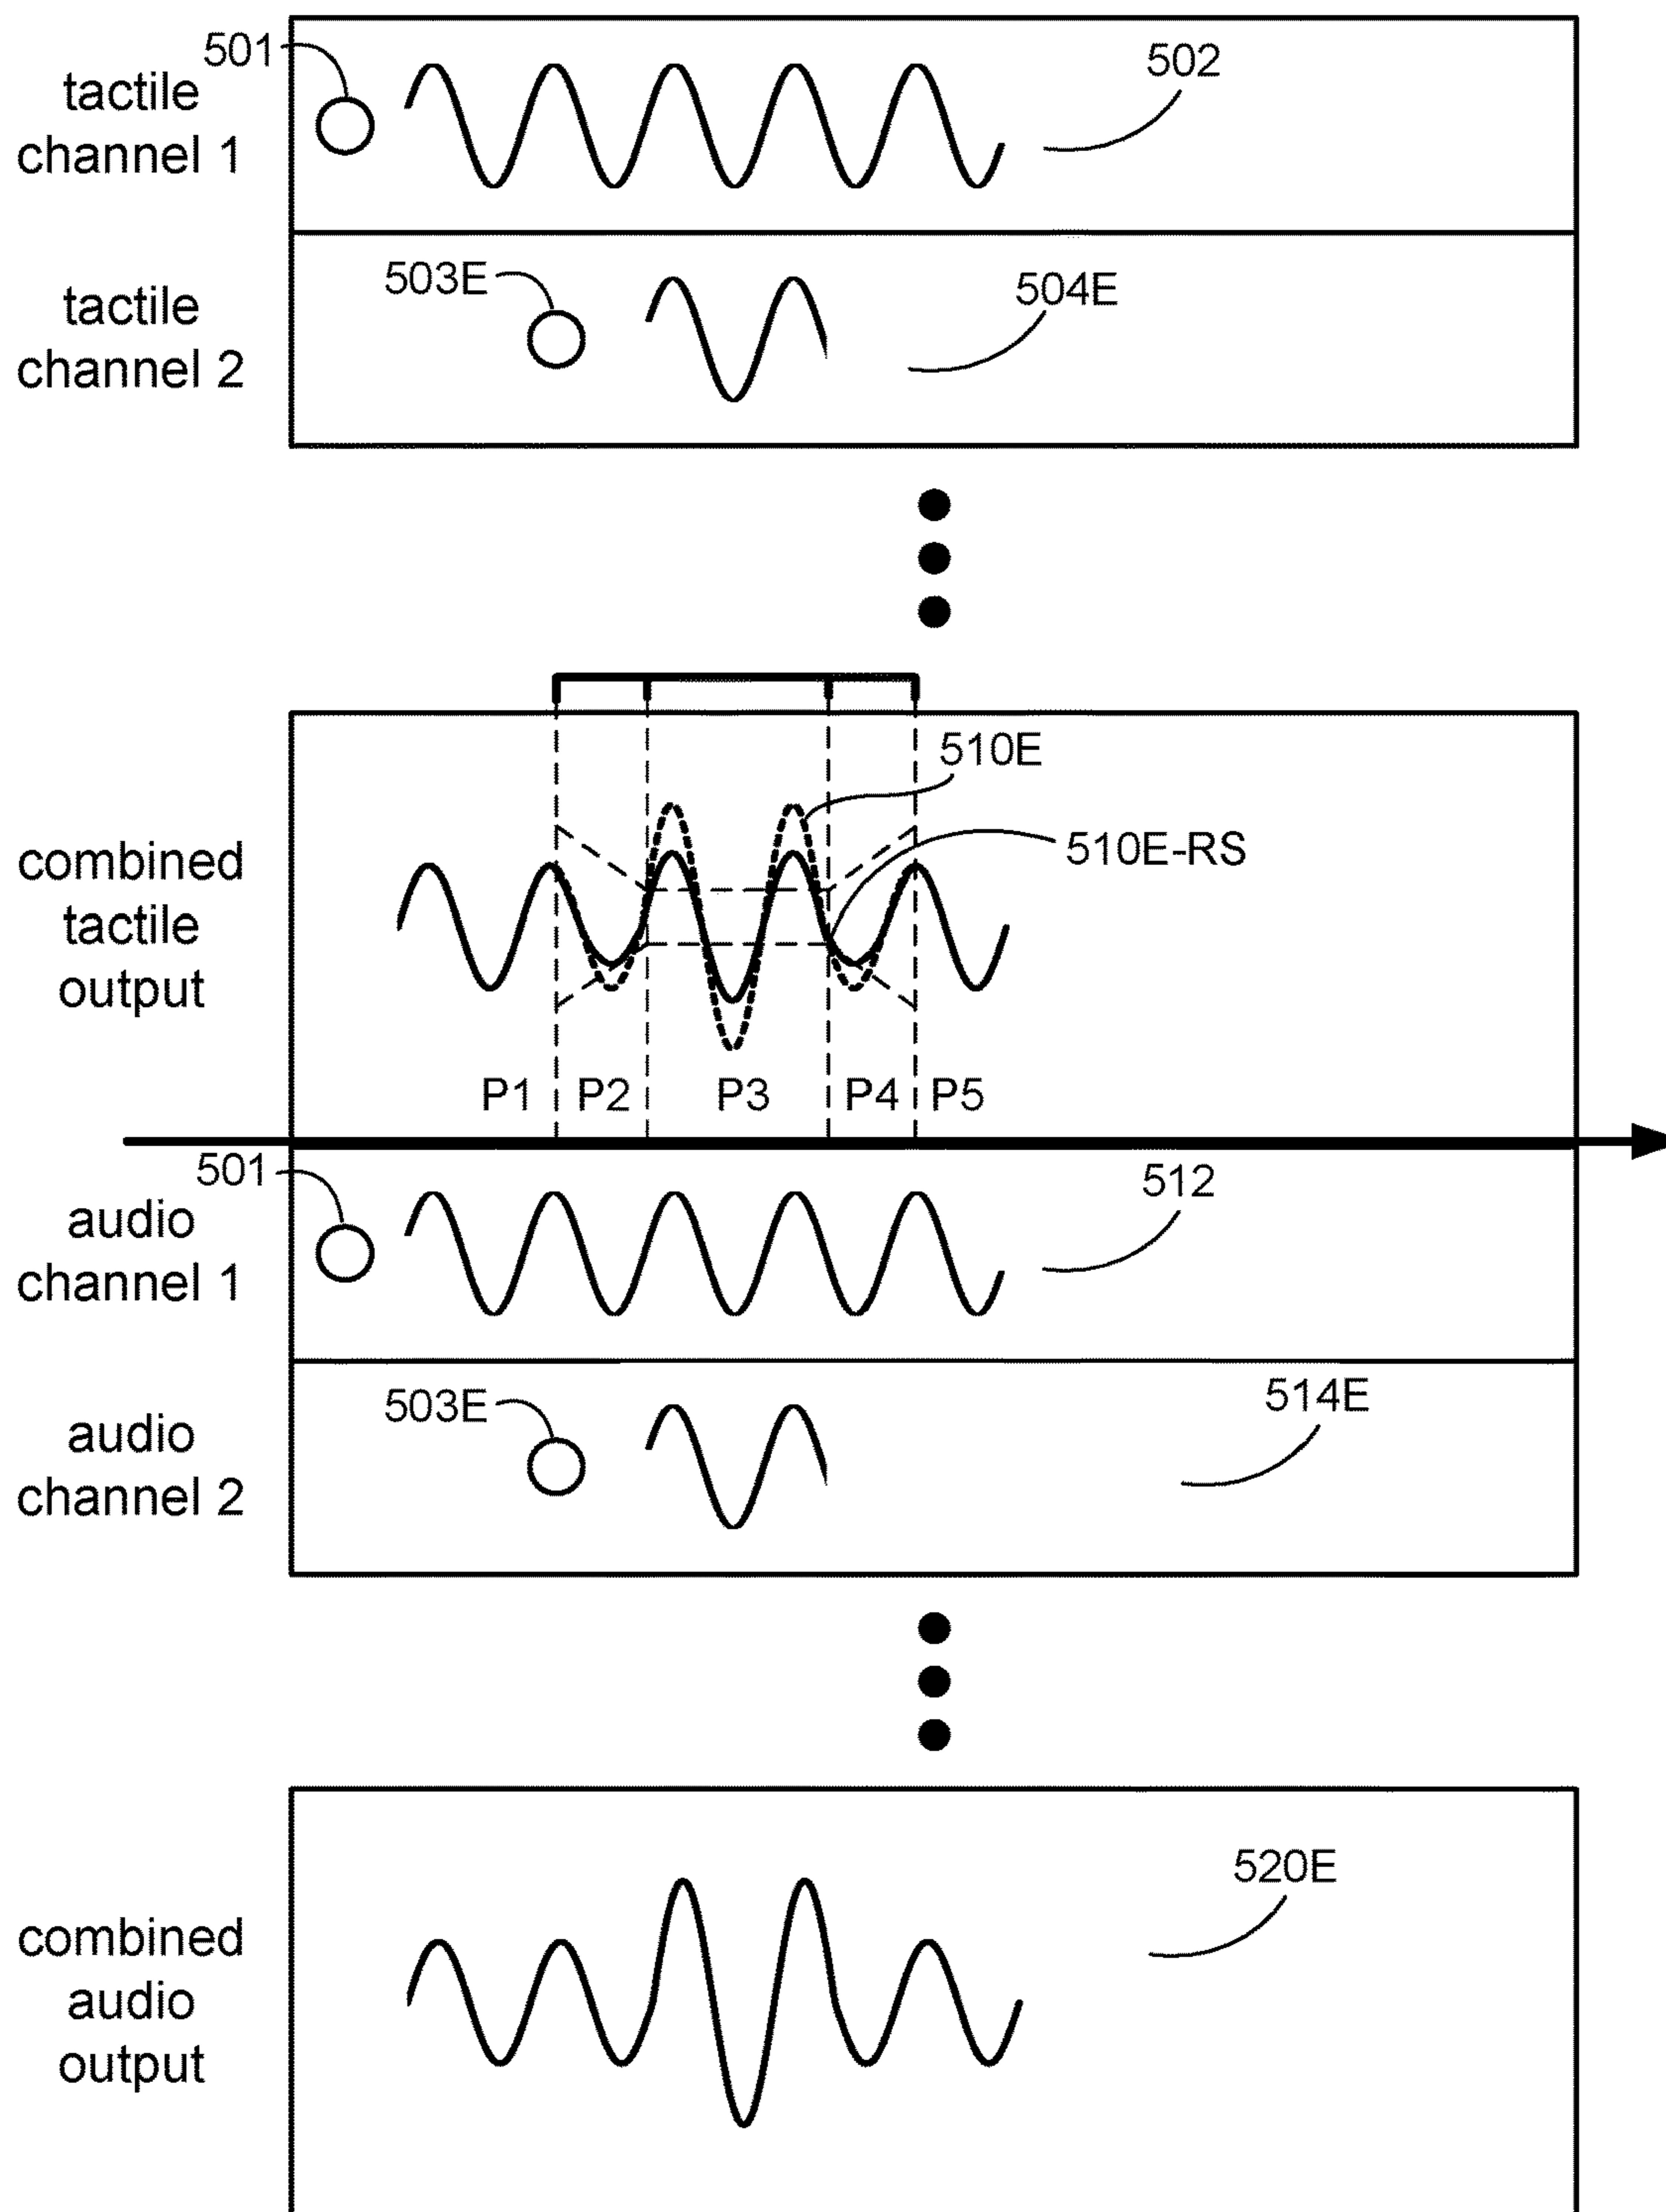 501
502
tactile
channel 1
503E
504E
tactile
channel 2
510E
510E-RS
combined
tactile
output
P1 P2 P3 P4 P5
501
512
audio
channel 1
503E
514E
audio
channel 2
520E
combined
audio
output